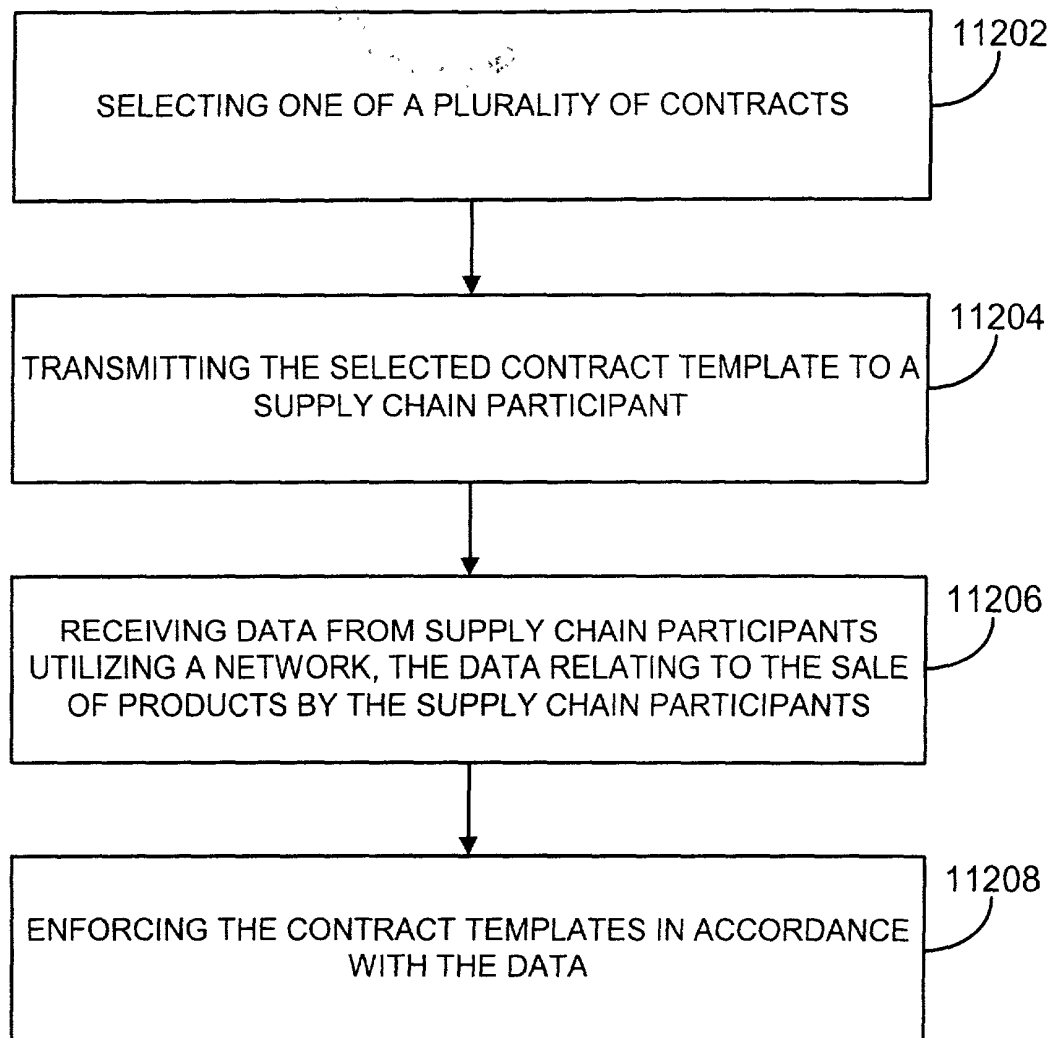 11202
SELECTING ONE OF A PLURALITY OF CONTRACTS
11204
TRANSMITTING THE SELECTED CONTRACT TEMPLATE TO A
SUPPLY CHAIN PARTICIPANT
11206
RECEIVING DATA FROM SUPPLY CHAIN PARTICIPANTS
UTILIZING A NETWORK, THE DATA RELATING TO THE SALE
OF PRODUCTS BY THE SUPPLY CHAIN PARTICIPANTS
11208
ENFORCING THE CONTRACT TEMPLATES IN ACCORDANCE
WITH THE DATA